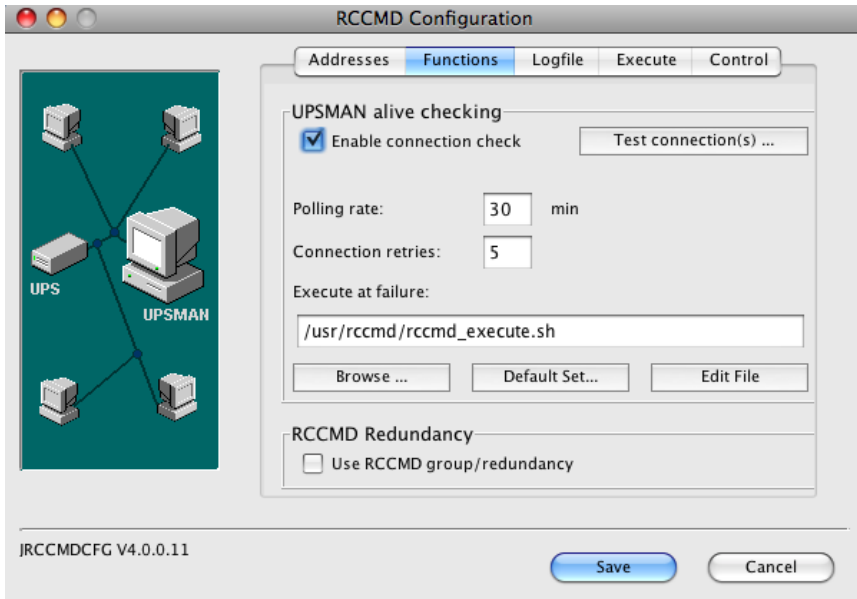 RCCMD Configuration
Addresses Functions Logfile Execute Control
UPSMAN alive checking
Enable connection check Test connection(s) ...
Polling rate: 30 min
Connection retries: 5
Execute at failure:
/usr/rccmd/rccmd_execute.sh
Browse ... Default Set... Edit File
RCCMD Redundancy
Use RCCMD group/redundancy
UPS
UPSMAN
JRCCMDCFG V4.0.0.11
Save Cancel